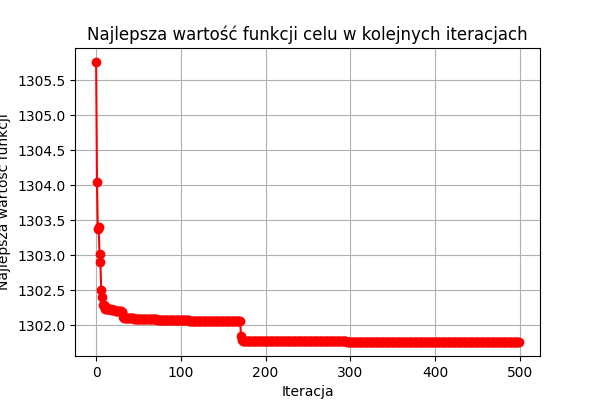 Najlepsza wartość funkcji celu w kolejnych iteracjach
Najlepsza wartość funkcji
1305.5
1305.0
1304.5
1304.0
1303.5
1303.0
1302.5
1302.0
0 100 200 300 400 500
Iteracja